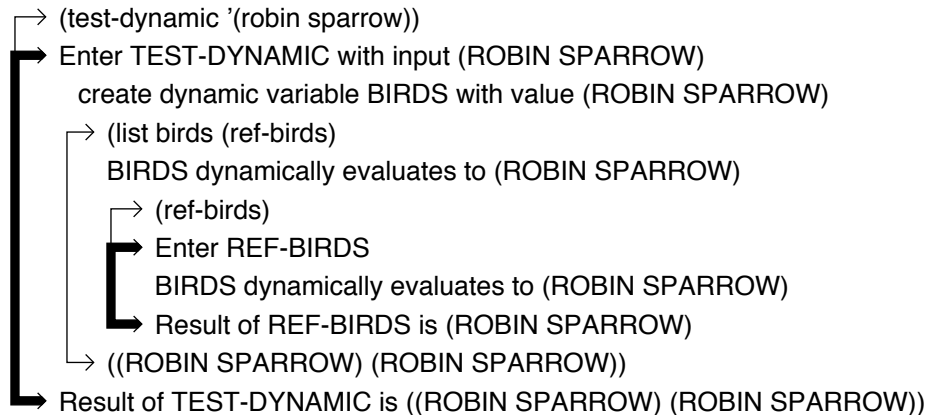 (test-dynamic ’(robin sparrow))
Enter TEST-DYNAMIC with input (ROBIN SPARROW)
create dynamic variable BIRDS with value (ROBIN SPARROW)
(list birds (ref-birds)
BIRDS dynamically evaluates to (ROBIN SPARROW)
(ref-birds)
Enter REF-BIRDS
BIRDS dynamically evaluates to (ROBIN SPARROW)
Result of REF-BIRDS is (ROBIN SPARROW)
((ROBIN SPARROW) (ROBIN SPARROW))
Result of TEST-DYNAMIC is ((ROBIN SPARROW) (ROBIN SPARROW))